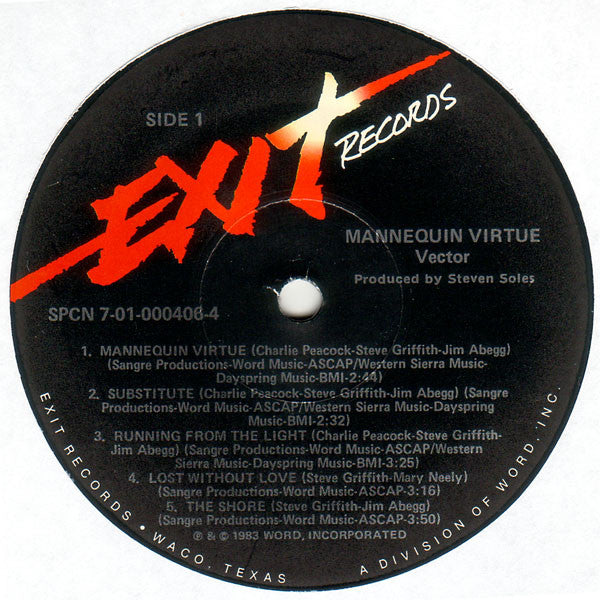 SIDE 1
EXIT
RECORDS
MANNEQUIN VIRTUE
Vector
Produced by Steven Soles
SPCN 7-01-000406-4
1. MANNEQUIN VIRTUE (Charlie Peacock-Steve Griffith-Jim Abegg)
(Sangre Productions-Word Music-ASCAP/Western Sierra Music-
Dayspring Music-BMI-2:44)
2. SUBSTITUTE (Charlie Peacock-Steve Griffith-Jim Abegg) (Sangre
Productions-Word Music-ASCAP/Western Sierra Music-Dayspring
Music-BMI-2:32)
3. RUNNING FROM THE LIGHT (Charlie Peacock-Steve Griffith-
Jim Abegg) (Sangre Productions-Word Music-ASCAP/Western
Sierra Music-Dayspring Music-BMI-3:25)
4. LOST WITHOUT LOVE (Steve Griffith-Mary Neely)
(Sangre Productions-Word Music-ASCAP-3:16)
5. THE SHORE (Steve Griffith-Jim Abegg)
(Sangre Productions-Word Music-ASCAP-3:50)
℗ & © 1983 WORD, INCORPORATED
EXIT RECORDS • WACO, TEXAS
A DIVISION OF WORD, INC.